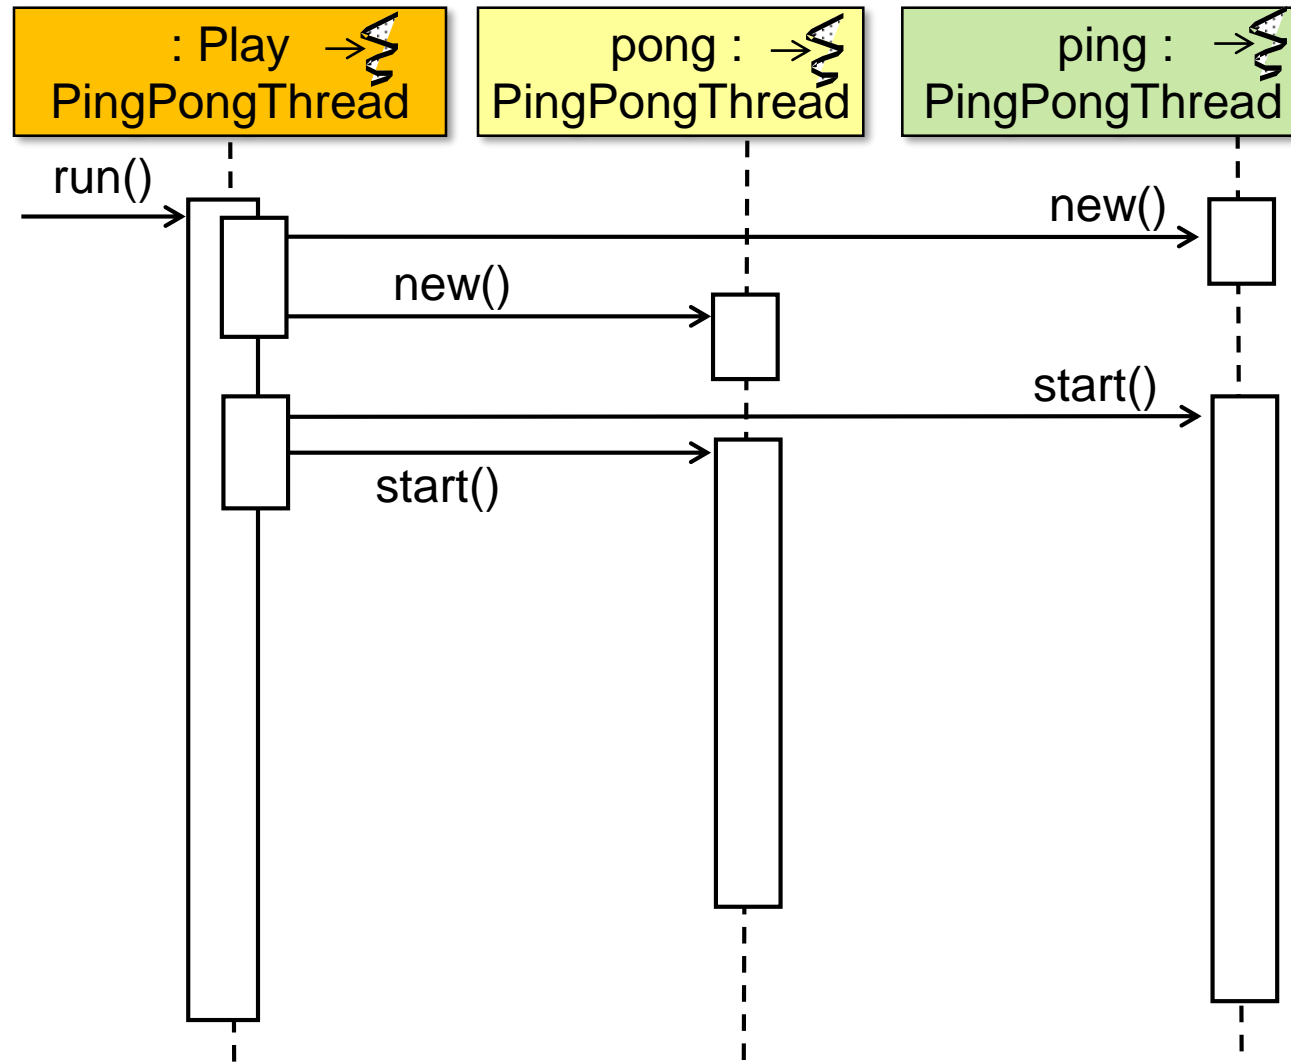 : Play
PingPongThread
pong :
PingPongThread
ping :
PingPongThread
run()
new()
new()
start()
start()